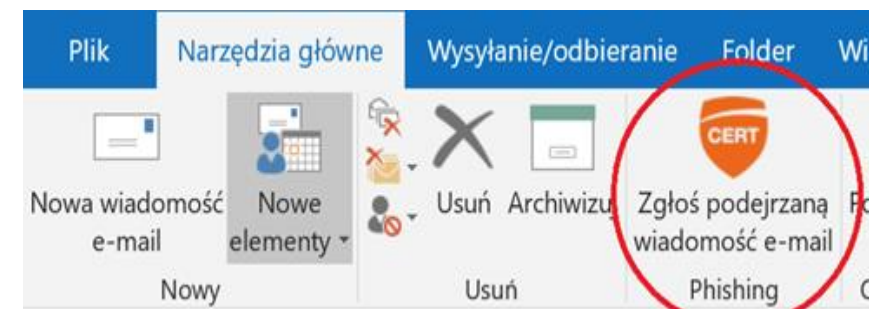 Plik Narzędzia główne Wysyłanie/odbieranie Folder
CERT
Nowa wiadomość e-mail
Nowe elementy
Usuń
Archiwizuj
Zgłoś podejrzaną wiadomość e-mail
Nowy
Usuń
Phishing